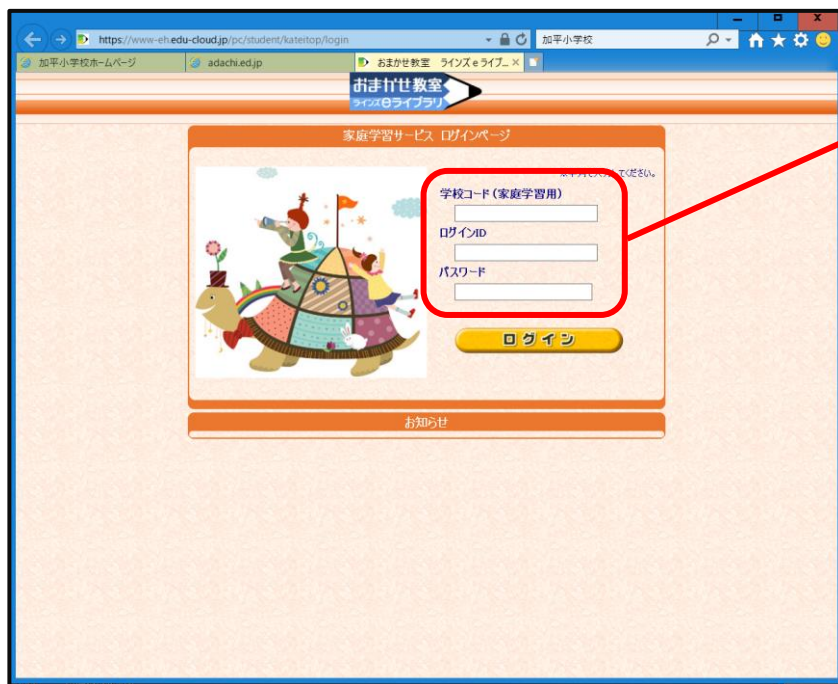 https://www-eh.edu-cloud.jp/pc/student/kateitop/login
加平小学校
加平小学校ホームページ
adachi.ed.jp
おまかせ教室 ラインズeライブ...
おまかせ教室
ラインズeライブラリ
家庭学習サービス ログインページ
てください。
学校コード(家庭学習用)
ログインID
パスワード
ログイン
お知らせ